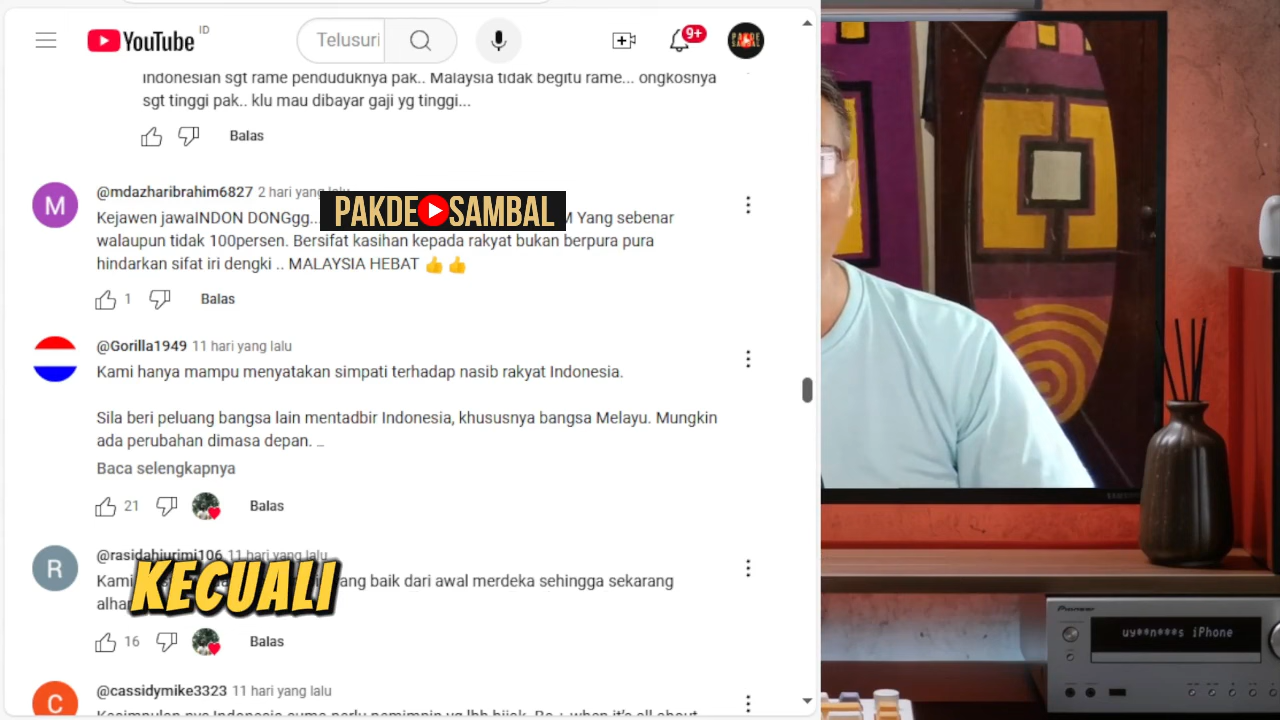 YouTube ID
Telusuri
9+
PAKDE SAMBAL
Indonesian sgt rame penduduknya pak.. Malaysia tidak begitu rame... ongkosnya
sgt tinggi pak.. klu mau dibayar gaji yg tinggi...
Balas
M
@mdazharibrahim6827 2 hari yang lalu
Kejawen jawaINDON DONGgg... M Yang sebenar
PAKDE SAMBAL
walaupun tidak 100persen. Bersifat kasihan kepada rakyat bukan berpura pura
hindarkan sifat iri dengki .. MALAYSIA HEBAT 👍 👍
1 Balas
@Gorilla1949 11 hari yang lalu
Kami hanya mampu menyatakan simpati terhadap nasib rakyat Indonesia.
Sila beri peluang bangsa lain mentadbir Indonesia, khususnya bangsa Melayu. Mungkin
ada perubahan dimasa depan. ...
Baca selengkapnya
21 Balas
R
@rasidahjurimi106 11 hari yang lalu
Kami yang baik dari awal merdeka sehingga sekarang
KECUALI
16 Balas
C
@cassidymike3323 11 hari yang lalu
SAMSUNG
Pioneer
uy**n***s iPhone